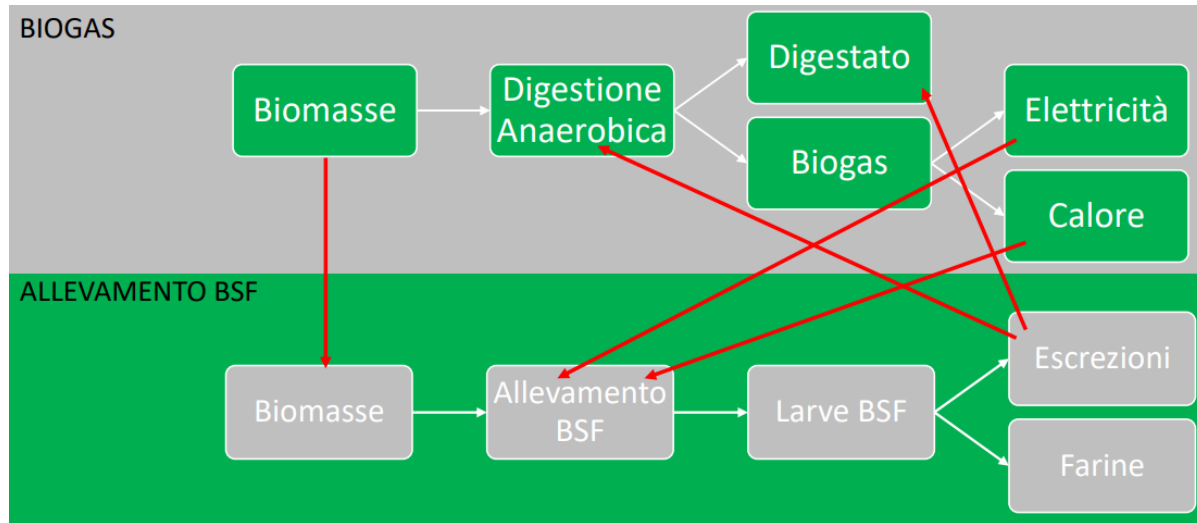 BIOGAS
Biomasse
Digestione
Anaerobica
Digestato
Biogas
Elettricità
Calore
ALLEVAMENTO BSF
Biomasse
Allevamento
BSF
Larve BSF
Escrezioni
Farine